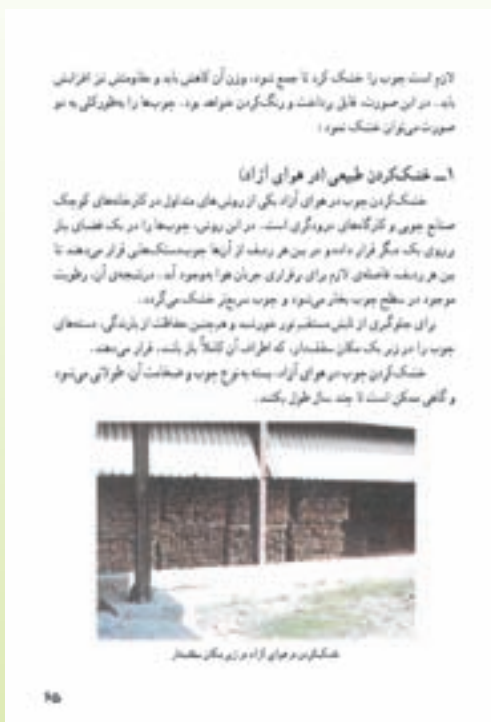 لازم است چوب را خشک کرد تا جمع شود، وزن آن کاهش یابد و مقاومتش نیز افزایش
یابد. در این صورت، قابل پرداخت و رنگ‌کردن خواهد بود. چوب‌ها را به‌طورکلی به دو
صورت می‌توان خشک نمود:
۱ــ خشک‌کردن طبیعی (در هوای آزاد)
خشک‌کردن چوب در هوای آزاد یکی از روش‌های متداول در کارخانه‌های کوچک
صنایع چوبی و کارگاه‌های درودگری است. در این روش، چوب‌ها را در یک فضای باز
برروی یک دیگر قرار داده و در بین هر ردیف از آن‌ها چوب‌دستک‌هایی قرار می‌دهند تا
بین هر ردیف، فاصله‌ی لازم برای برقراری جریان هوا به‌وجود آید. درنتیجه‌ی آن، رطوبت
موجود در سطح چوب بخار می‌شود و چوب سریع‌تر خشک می‌گردد.
برای جلوگیری از تابش مستقیم نور خورشید و هم‌چنین حفاظت از بارندگی، دسته‌های
چوب را در زیر یک مکان سقف‌دار، که اطراف آن کاملاً باز باشد، قرار می‌دهند.
خشک‌کردن چوب در هوای آزاد، بسته به نوع چوب و ضخامت آن، طولانی می‌شود
و گاهی ممکن است تا چند سال طول بکشد.
خشک‌کردن در هوای آزاد در زیر مکان سقف‌دار
۶۵